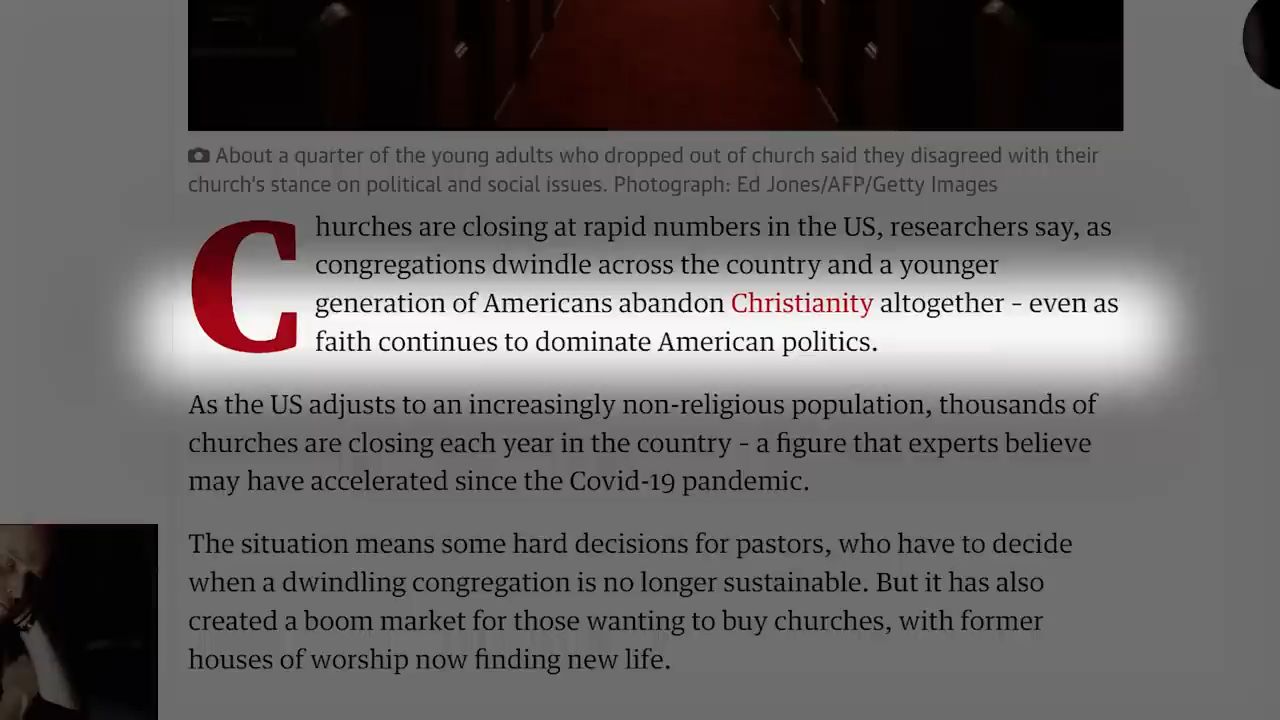 About a quarter of the young adults who dropped out of church said they disagreed with their
church's stance on political and social issues. Photograph: Ed Jones/AFP/Getty Images
Churches are closing at rapid numbers in the US, researchers say, as
congregations dwindle across the country and a younger
generation of Americans abandon Christianity altogether – even as
faith continues to dominate American politics.
As the US adjusts to an increasingly non-religious population, thousands of
churches are closing each year in the country – a figure that experts believe
may have accelerated since the Covid-19 pandemic.
The situation means some hard decisions for pastors, who have to decide
when a dwindling congregation is no longer sustainable. But it has also
created a boom market for those wanting to buy churches, with former
houses of worship now finding new life.